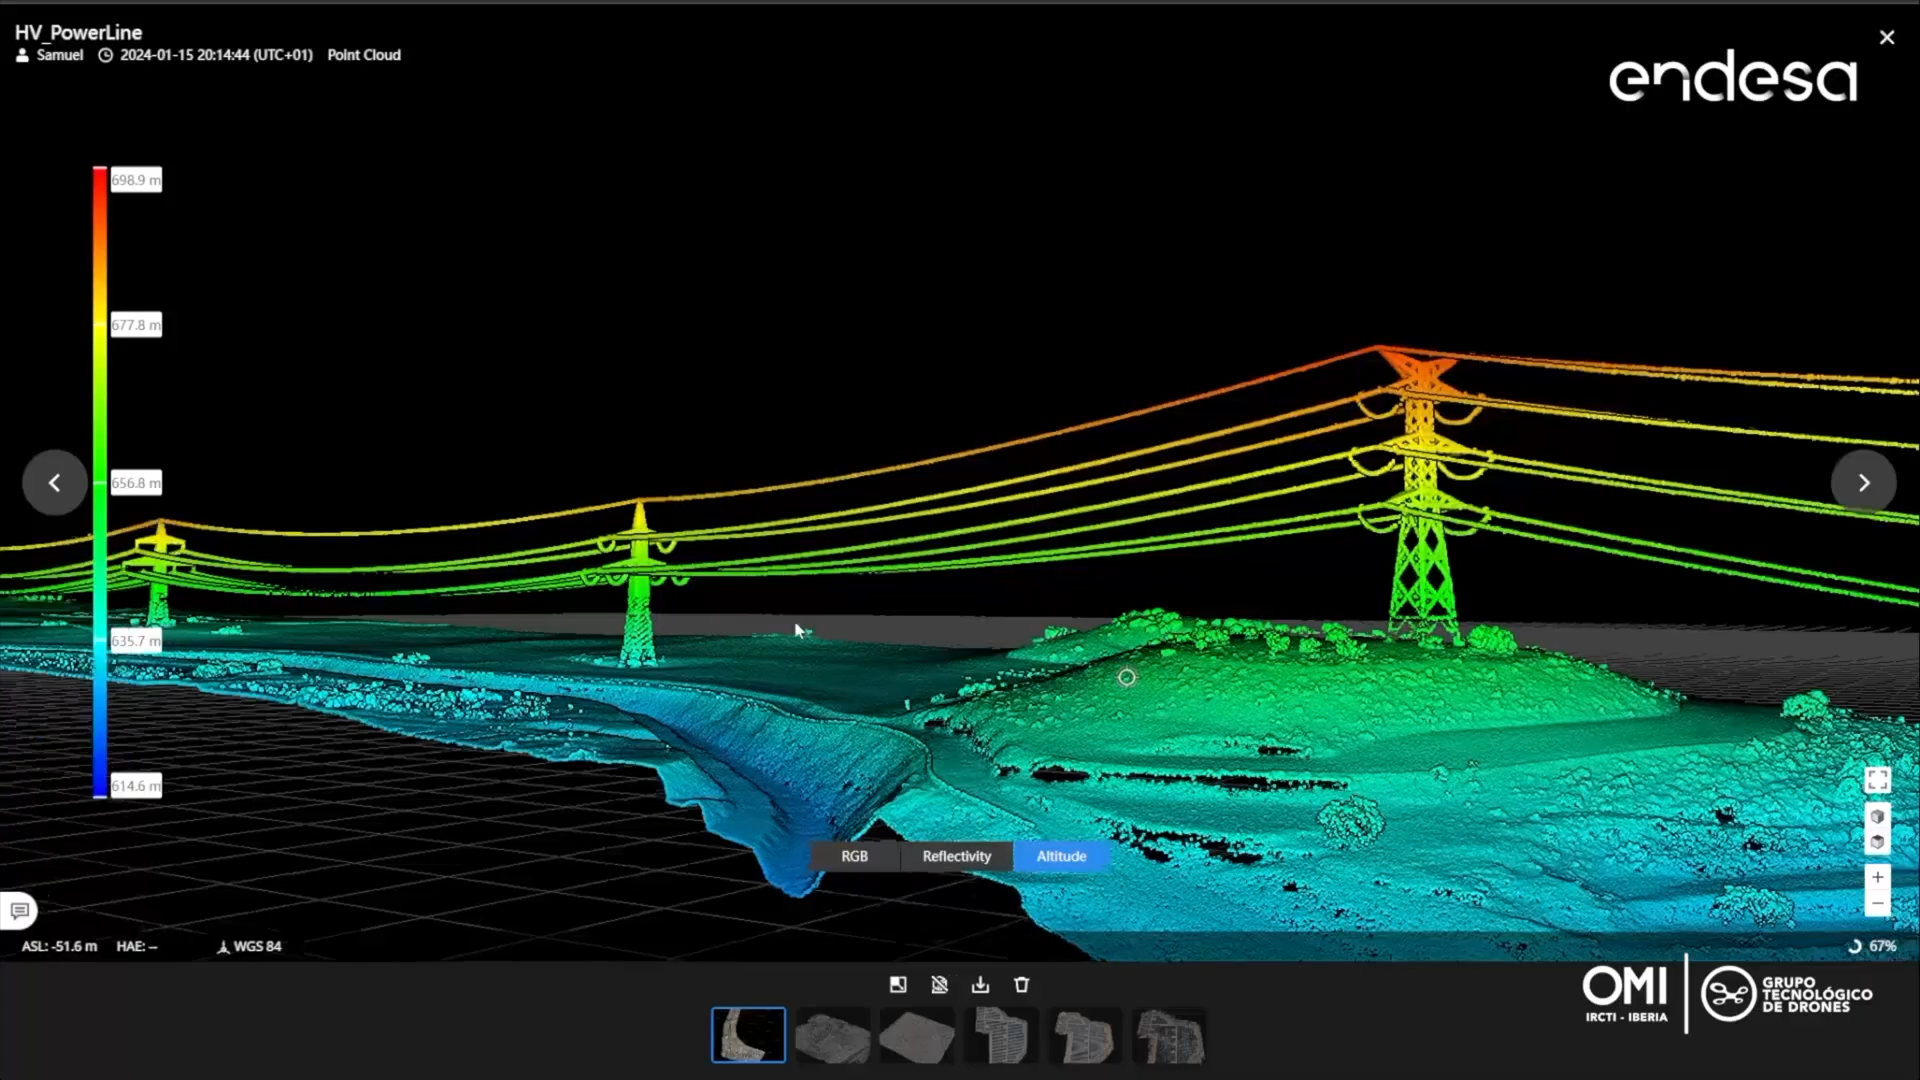 HV_PowerLine
Samuel 2024-01-15 20:14:44 (UTC+01) Point Cloud
endesa
698.9 m
677.8 m
656.8 m
635.7 m
614.6 m
RGB Reflectivity Altitude
ASL: -51.6 m HAE: -- WGS 84
67%
OMI
IRCTI - IBERIA
GRUPO
TECNOLÓGICO
DE DRONES